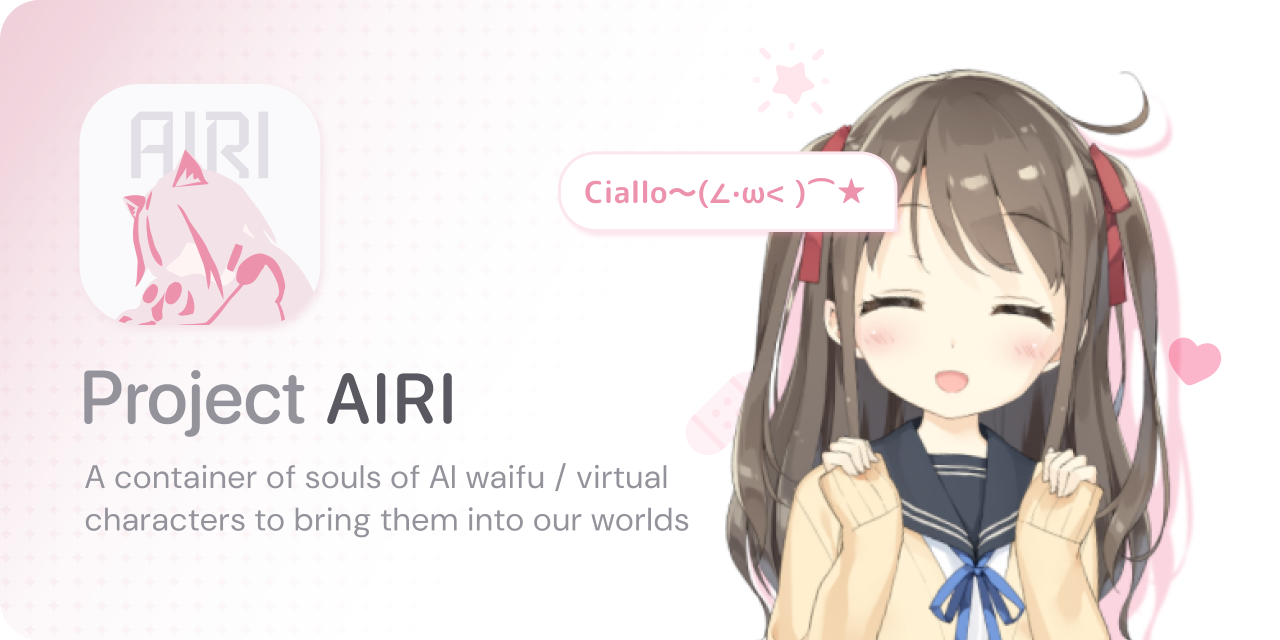 AIRI
Ciallo～(∠・ω< )⌒★
Project AIRI
A container of souls of AI waifu / virtual
characters to bring them into our worlds